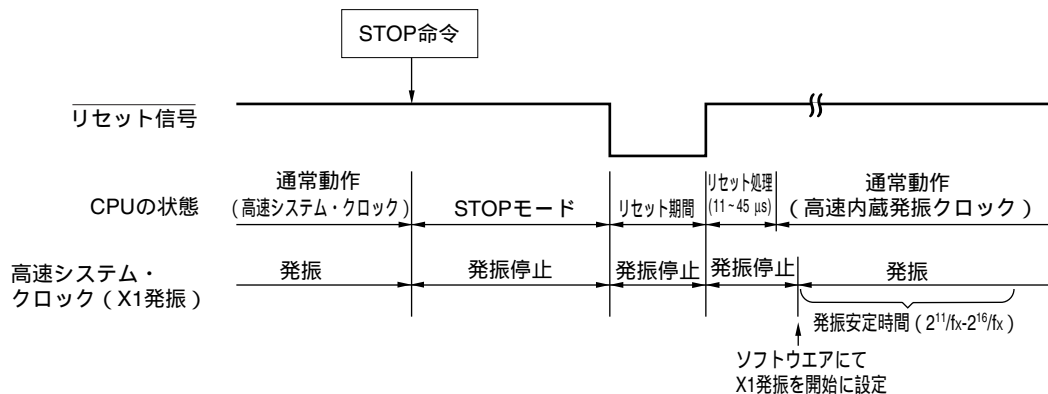 STOP命令
リセット信号
通常動作
(高速システム・クロック)
CPUの状態
STOPモード
リセット期間
リセット処理
(11~45 μs)
通常動作
(高速内蔵発振クロック)
高速システム・
クロック(X1発振)
発振
発振停止
発振停止
発振停止
発振
発振安定時間(2¹¹/fx-2¹⁶/fx)
ソフトウエアにて
X1発振を開始に設定